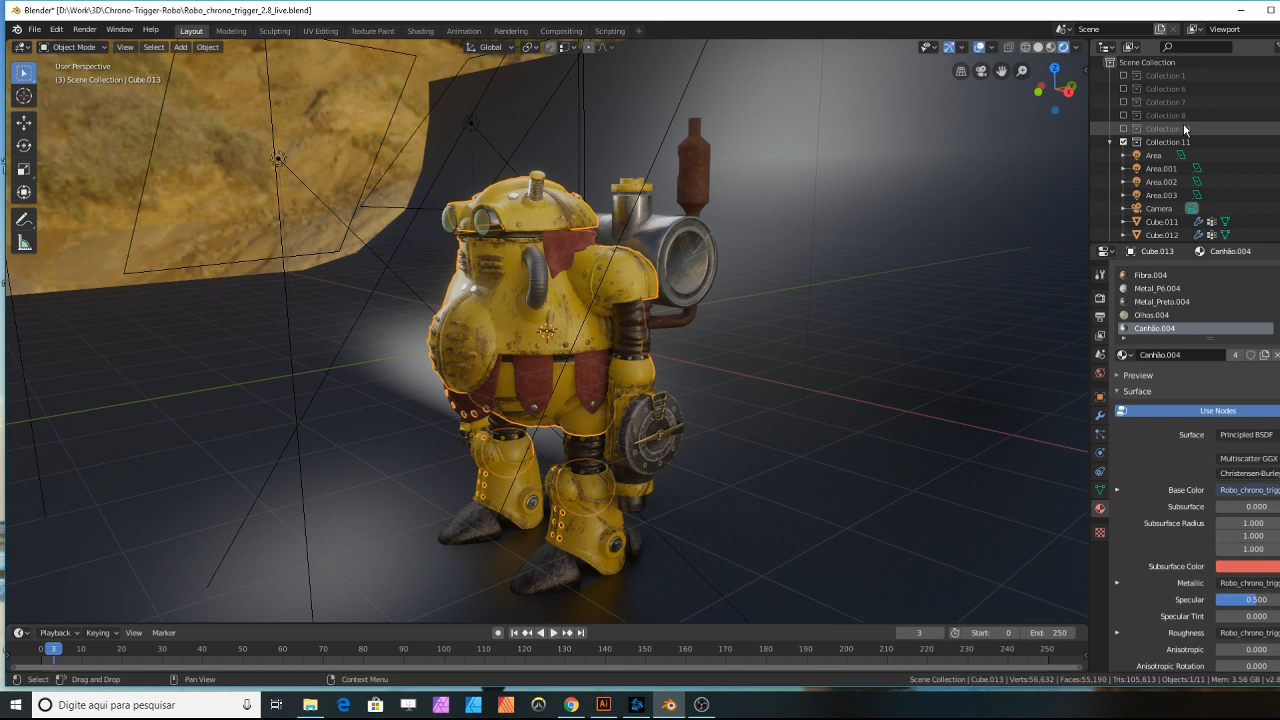 Blender* [D:\Work\3D\Chrono-Trigger-Robo\Robo_chrono_trigger_2.8_live.blend]
File Edit Render Window Help Layout Modeling Sculpting UV Editing Texture Paint Shading Animation Rendering Compositing Scripting + Scene Viewport
Object Mode View Select Add Object Global
User Perspective
(3) Scene Collection | Cube.013
Z
X
Scene Collection
Collection 1
Collection 6
Collection 7
Collection 8
Collection
Collection 11
Area
Area.001
Area.002
Area.003
Camera
Cube.011
Cube.012
Cube.013 Canhão.004
Fibra.004
Metal_Pé.004
Metal_Preto.004
Olhos.004
Canhão.004
Canhão.004 4
Preview
Surface
Use Nodes
Surface Principled BSDF
Multiscatter GGX
Christensen-Burle
Base Color Robo_chrono_trig
Subsurface 0.000
Subsurface Radius 1.000
1.000
1.000
Subsurface Color
Metallic Robo_chrono_trig
Specular 0.500
Specular Tint 0.000
Roughness Robo_chrono_trig
Anisotropic 0.000
Anisotropic Rotation 0.000
Playback Keying View Marker 3 Start: 0 End: 250
0 3 10 20 30 40 50 60 70 80 90 100 110 120 130 140 150 160 170 180 190 200 210 220 230 240 250
Select Drag and Drop Pan View Context Menu Scene Collection | Cube.013 | Verts:56,632 | Faces:55,190 | Tris:105,613 | Objects:1/11 | Mem: 3.56 GB | v2.8
Digite aqui para pesquisar